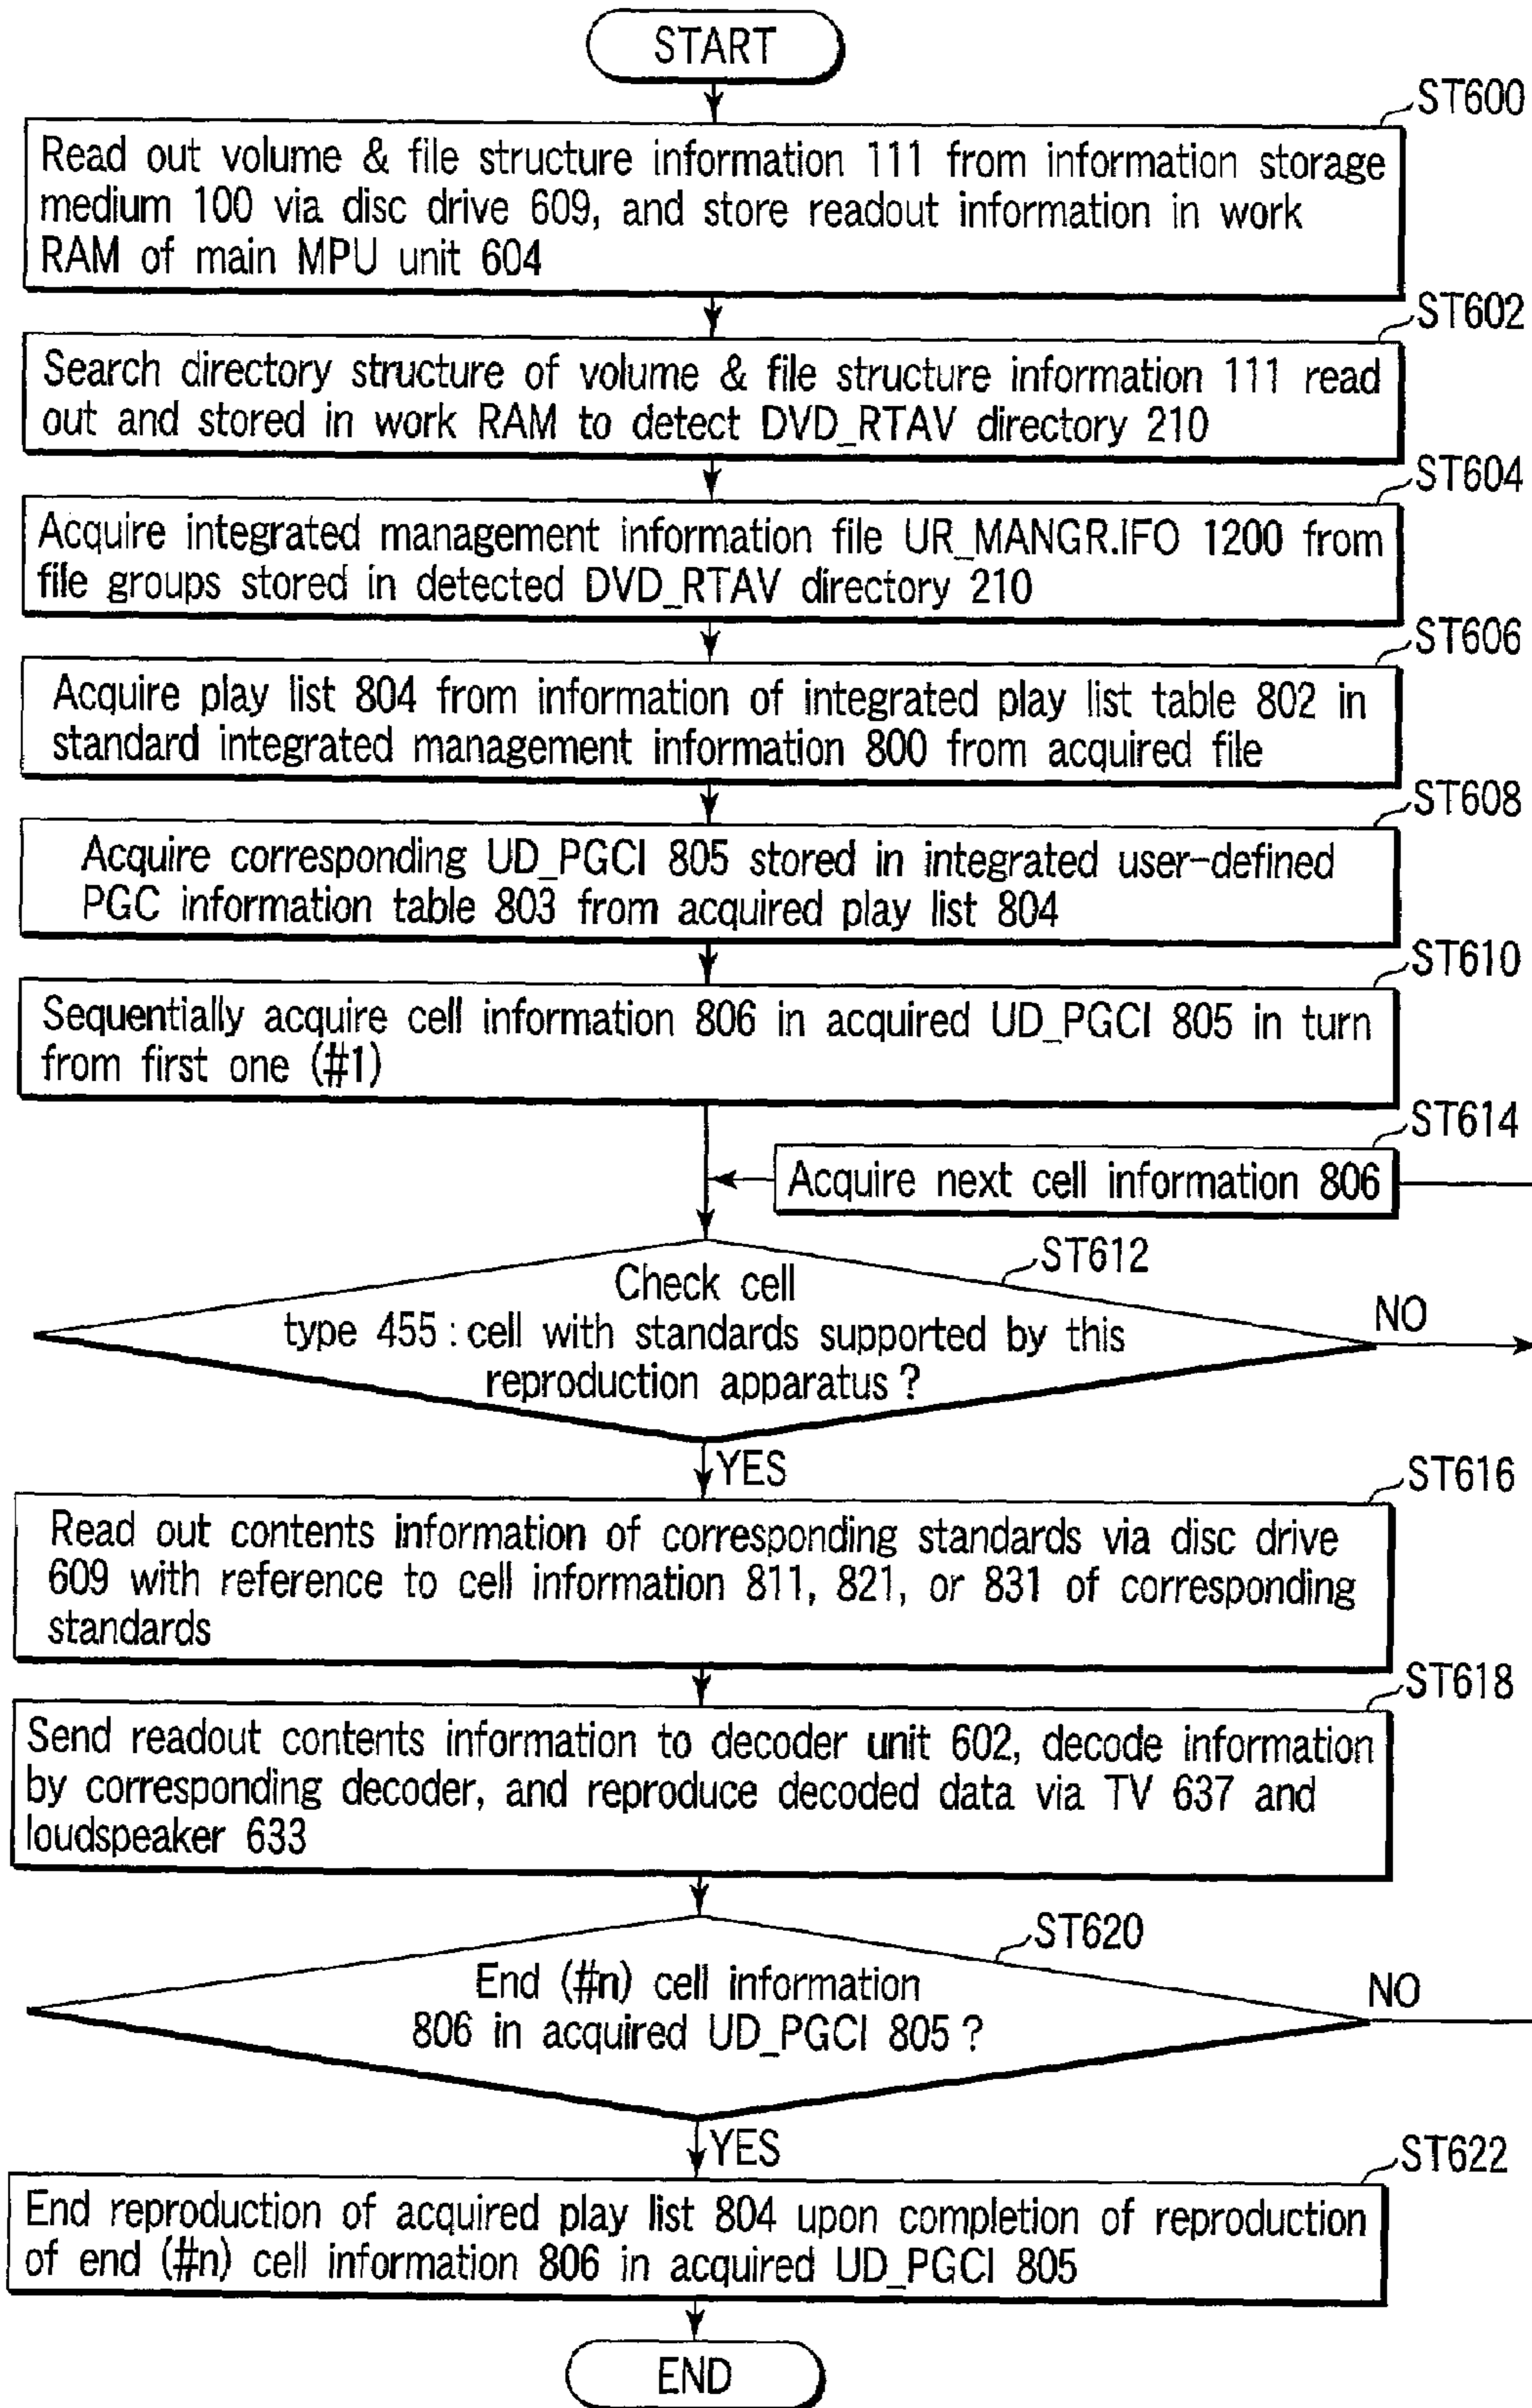 START
ST600
Read out volume & file structure information 111 from information storage
medium 100 via disc drive 609, and store readout information in work
RAM of main MPU unit 604
ST602
Search directory structure of volume & file structure information 111 read
out and stored in work RAM to detect DVD_RTAV directory 210
ST604
Acquire integrated management information file UR_MANGR.IFO 1200 from
file groups stored in detected DVD_RTAV directory 210
ST606
Acquire play list 804 from information of integrated play list table 802 in
standard integrated management information 800 from acquired file
ST608
Acquire corresponding UD_PGCI 805 stored in integrated user-defined
PGC information table 803 from acquired play list 804
ST610
Sequentially acquire cell information 806 in acquired UD_PGCI 805 in turn
from first one (#1)
ST614
Acquire next cell information 806
ST612
Check cell
type 455 : cell with standards supported by this
reproduction apparatus ?
NO
YES
ST616
Read out contents information of corresponding standards via disc drive
609 with reference to cell information 811, 821, or 831 of corresponding
standards
ST618
Send readout contents information to decoder unit 602, decode information
by corresponding decoder, and reproduce decoded data via TV 637 and
loudspeaker 633
ST620
End (#n) cell information
806 in acquired UD_PGCI 805 ?
NO
YES
ST622
End reproduction of acquired play list 804 upon completion of reproduction
of end (#n) cell information 806 in acquired UD_PGCI 805
END